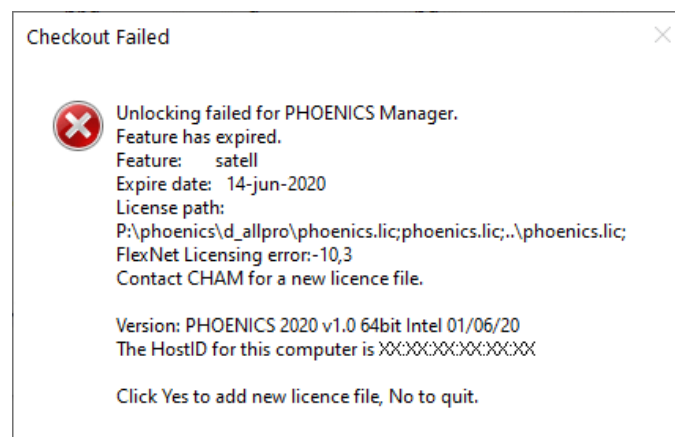 Checkout Failed
Unlocking failed for PHOENICS Manager.
Feature has expired.
Feature: satell
Expire date: 14-jun-2020
License path:
P:\phoenics\d_allpro\phoenics.lic;phoenics.lic;..\phoenics.lic;
FlexNet Licensing error:-10,3
Contact CHAM for a new licence file.
Version: PHOENICS 2020 v1.0 64bit Intel 01/06/20
The HostID for this computer is XX:XX:XX:XX:XX:XX
Click Yes to add new licence file, No to quit.